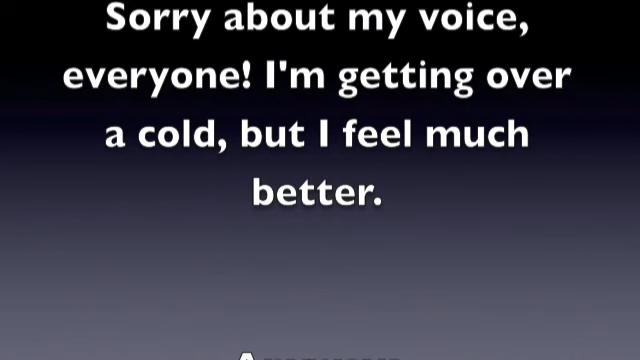 Sorry about my voice,
everyone! I'm getting over
a cold, but I feel much
better.